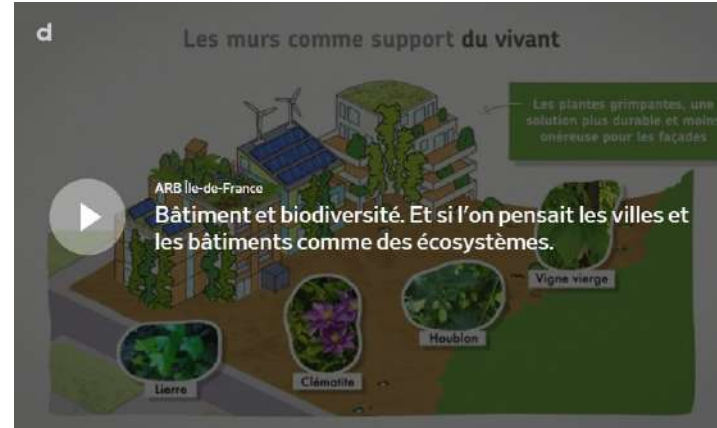 d
Les murs comme support du vivant
Les plantes grimpantes, une
solution plus durable et moins
onéreuse pour les façades
ARB Île-de-France
Bâtiment et biodiversité. Et si l'on pensait les villes et
les bâtiments comme des écosystèmes.
Vigne vierge
Houblon
Clématite
Lierre